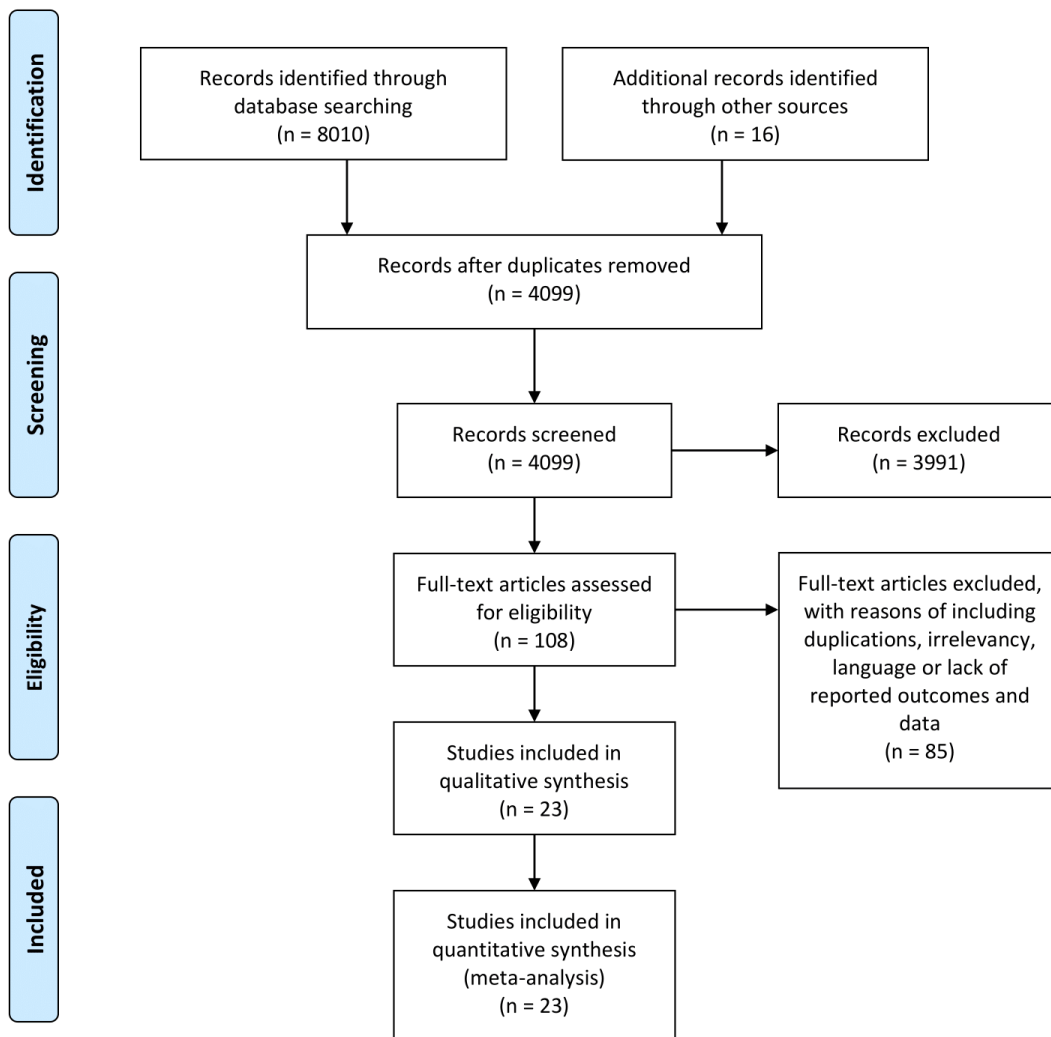 Identification
Records identified through
database searching
(n = 8010)
Additional records identified
through other sources
(n = 16)
Records after duplicates removed
(n = 4099)
Screening
Records screened
(n = 4099)
Records excluded
(n = 3991)
Eligibility
Full-text articles assessed
for eligibility
(n = 108)
Full-text articles excluded,
with reasons of including
duplications, irrelevancy,
language or lack of
reported outcomes and
data
(n = 85)
Studies included in
qualitative synthesis
(n = 23)
Included
Studies included in
quantitative synthesis
(meta-analysis)
(n = 23)